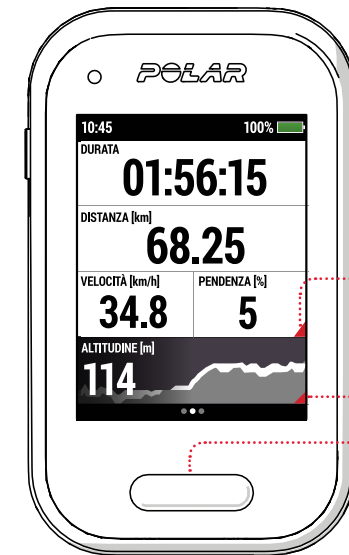 POLAR
10:45 100%
DURATA
01:56:15
DISTANZA [km]
68.25
VELOCITÀ [km/h] PENDENZA [%]
34.8 5
ALTITUDINE [m]
114